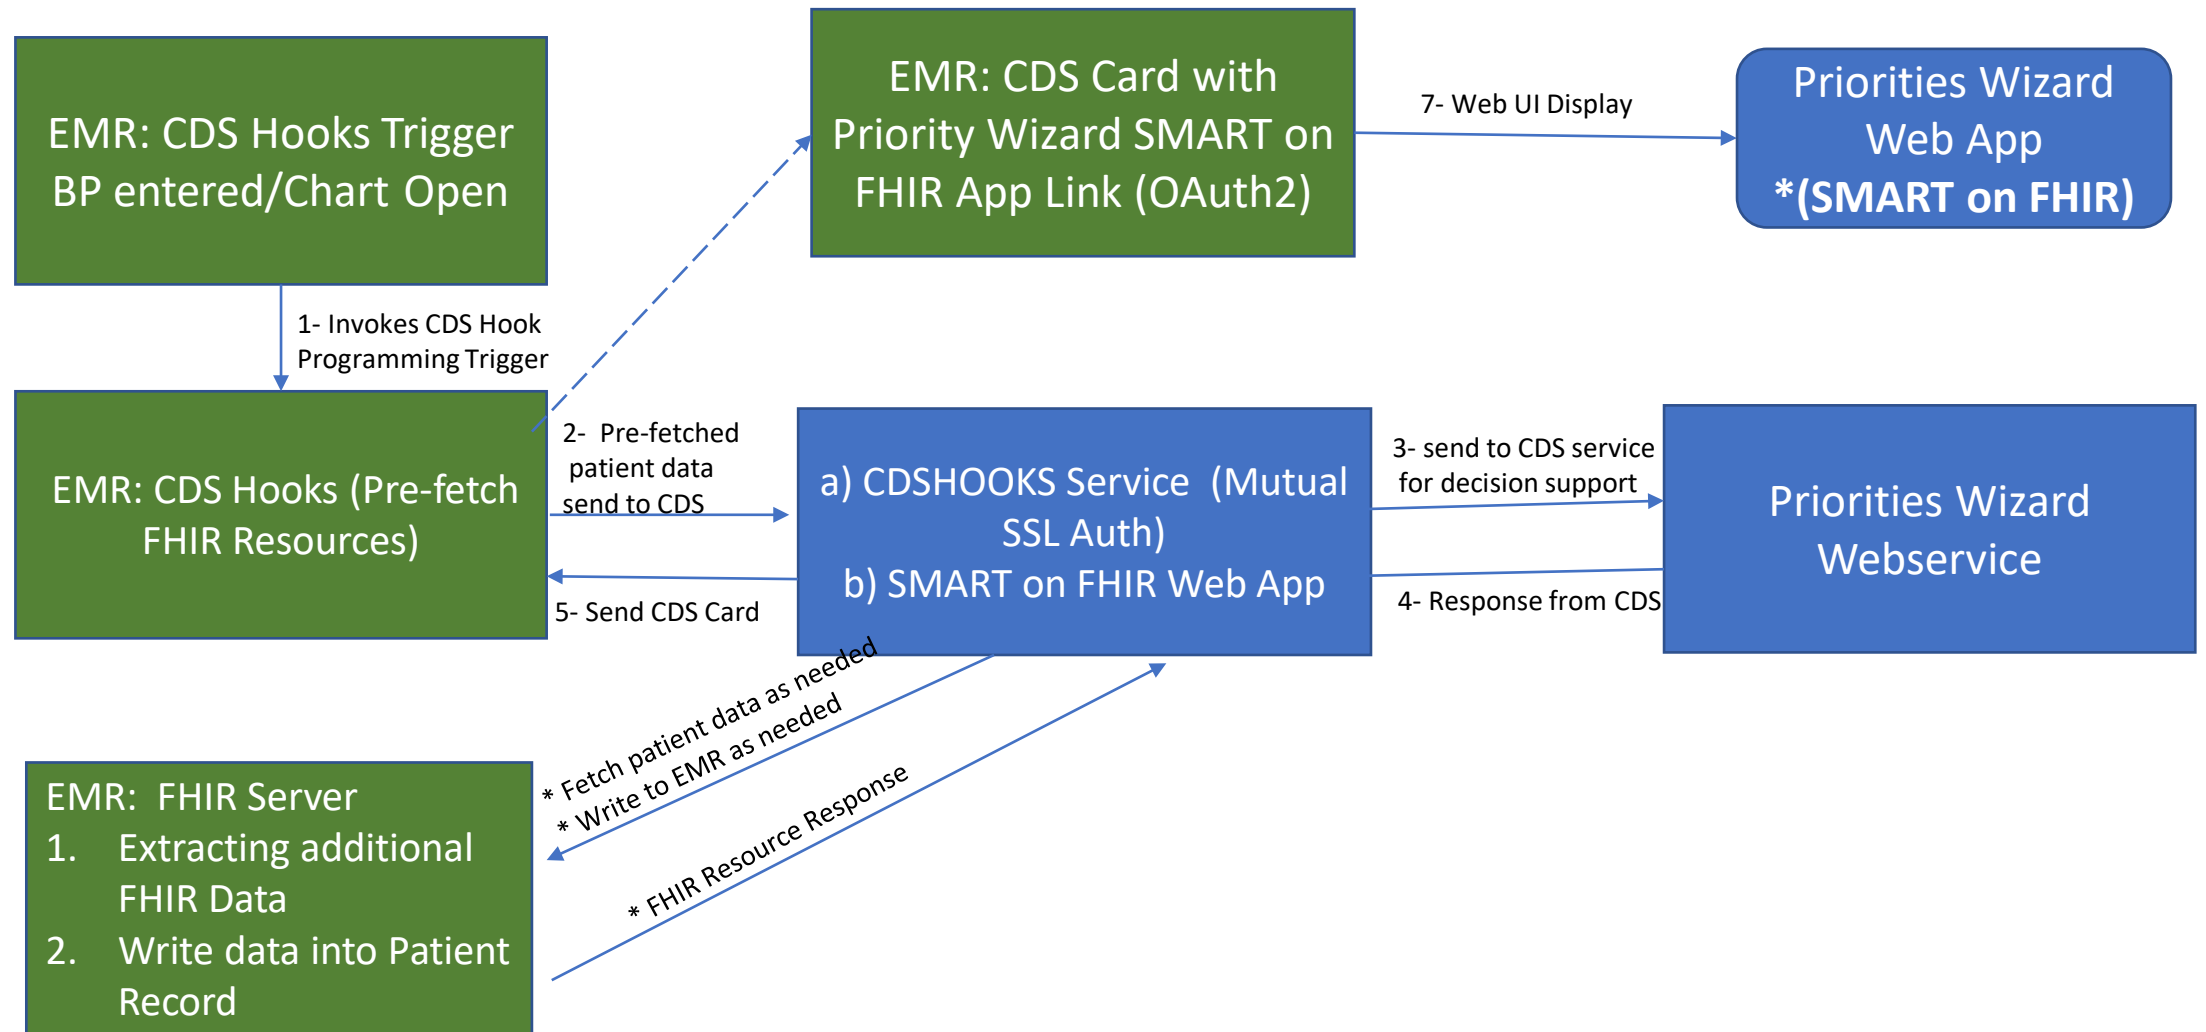 EMR: CDS Hooks Trigger
BP entered/Chart Open
EMR: CDS Card with
Priority Wizard SMART on
FHIR App Link (OAuth2)
7- Web UI Display
Priorities Wizard
Web App
*(SMART on FHIR)
1- Invokes CDS Hook
Programming Trigger
EMR: CDS Hooks (Pre-fetch
FHIR Resources)
2-  Pre-fetched
patient data
send to CDS
5- Send CDS Card
a) CDSHOOKS Service  (Mutual
SSL Auth)
b) SMART on FHIR Web App
3- send to CDS service
for decision support
4- Response from CDS
Priorities Wizard
Webservice
* Fetch patient data as needed
* Write to EMR as needed
* FHIR Resource Response
EMR:  FHIR Server
1. Extracting additional
FHIR Data
2. Write data into Patient
Record